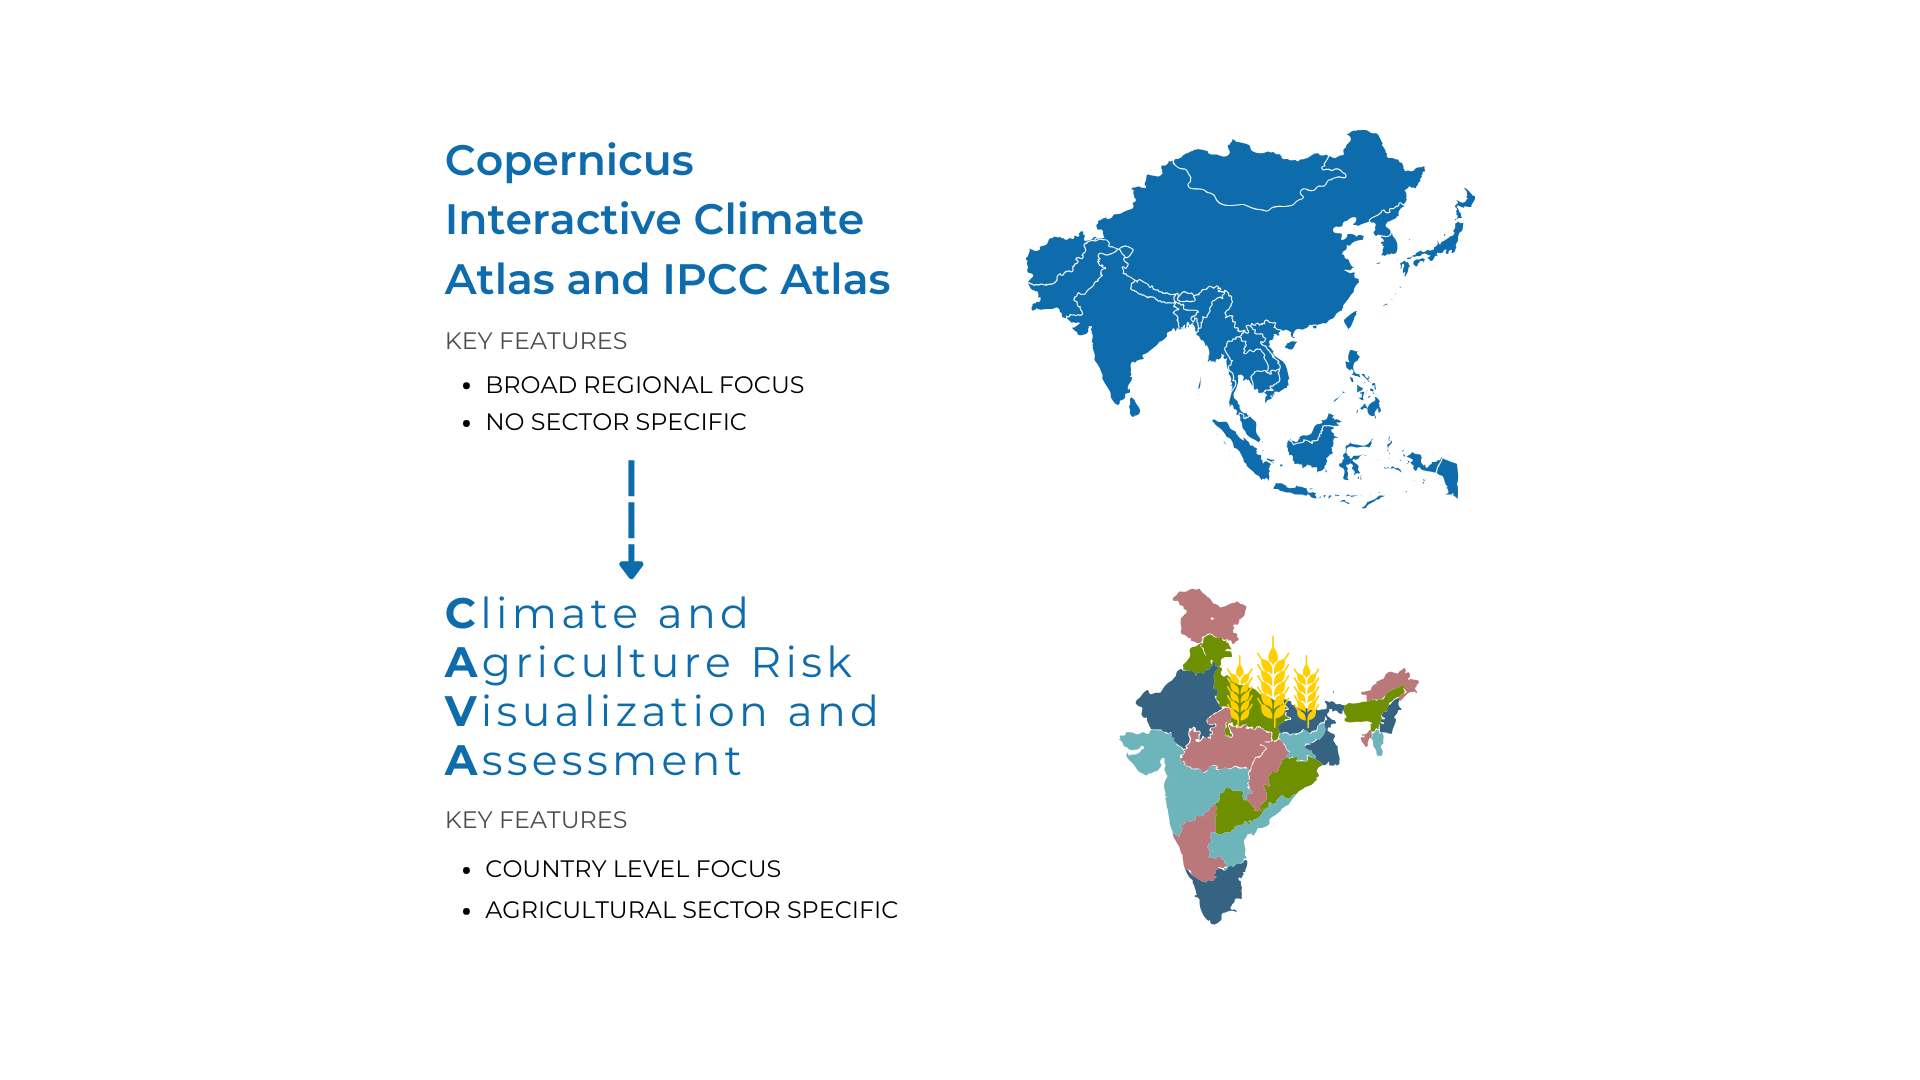 Copernicus
Interactive Climate
Atlas and IPCC Atlas
KEY FEATURES
• BROAD REGIONAL FOCUS
• NO SECTOR SPECIFIC
Climate and
Agriculture Risk
Visualization and
Assessment
KEY FEATURES
• COUNTRY LEVEL FOCUS
• AGRICULTURAL SECTOR SPECIFIC